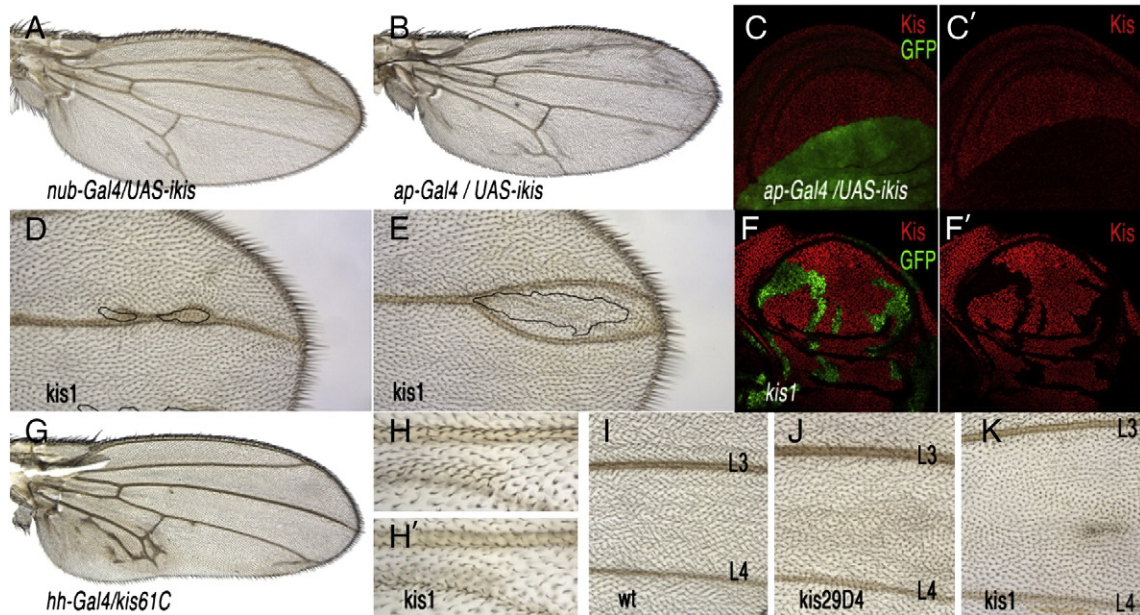 A
nub-Gal4/UAS-ikis
B
ap-Gal4 / UAS-ikis
C
Kis
GFP
ap-Gal4 /UAS-ikis
C′
Kis
D
kis1
E
F
Kis
GFP
kis1
F′
Kis
G
hh-Gal4/kis61C
H
H′
kis1
I
L3
L4
wt
J
L3
L4
kis29D4
K
L3
L4
kis1